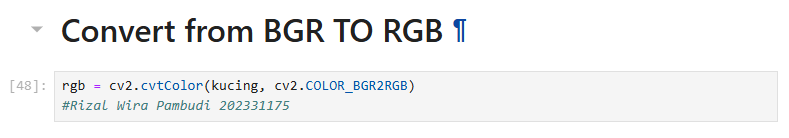 Convert from BGR TO RGB ¶
[48]: rgb = cv2.cvtColor(kucing, cv2.COLOR_BGR2RGB)
#Rizal Wira Pambudi 202331175